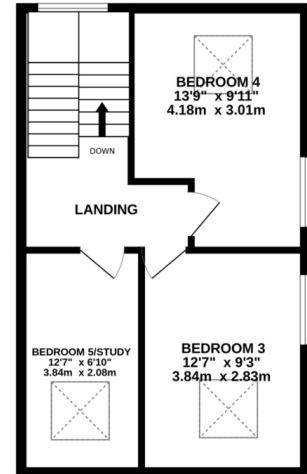 BEDROOM 4
13'9" x 9'11"
4.18m x 3.01m
DOWN
LANDING
BEDROOM 5/STUDY
12'7" x 6'10"
3.84m x 2.08m
BEDROOM 3
12'7" x 9'3"
3.84m x 2.83m